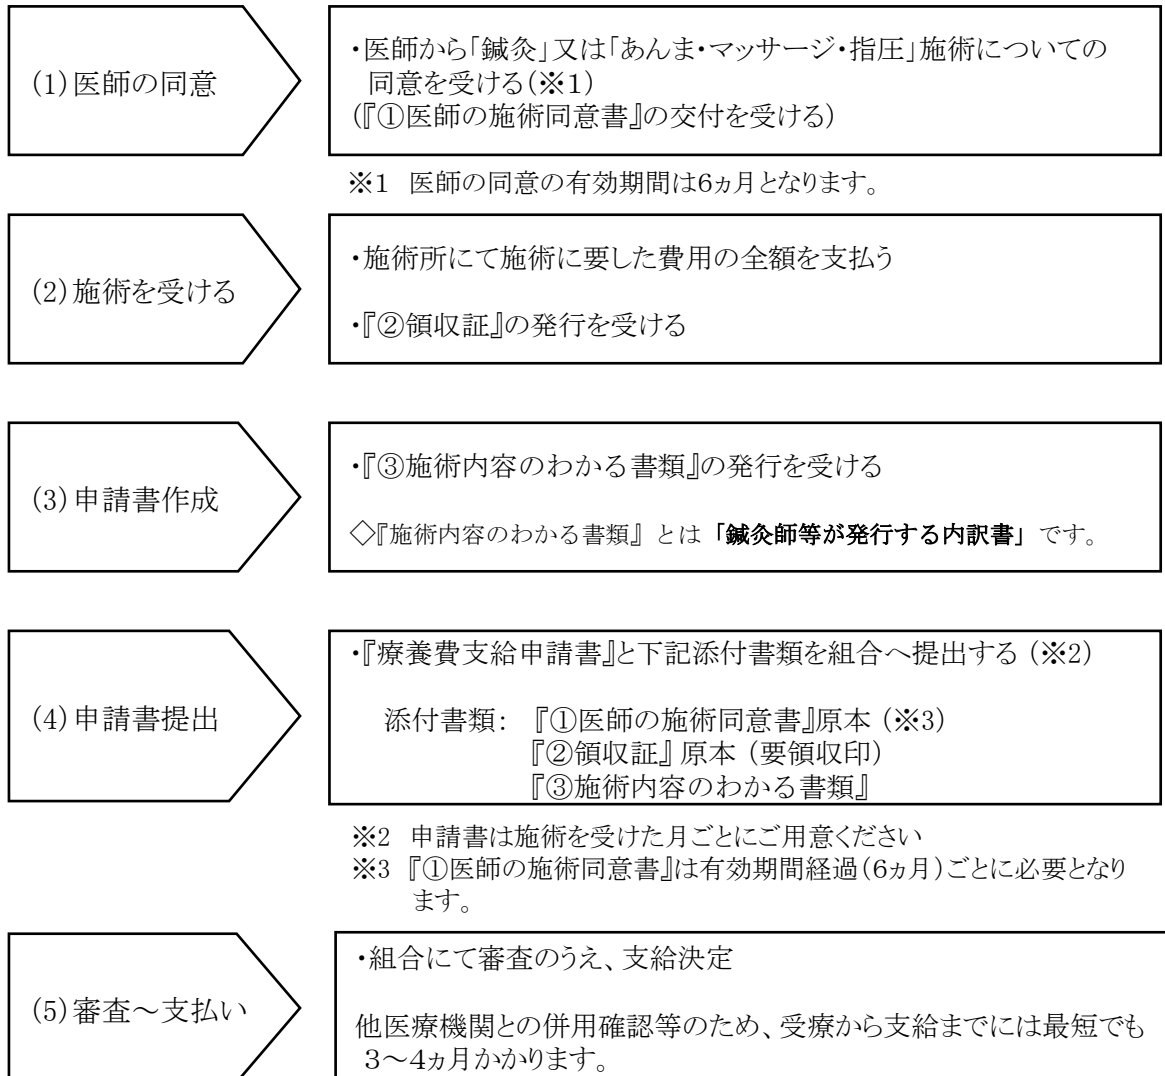 (1)医師の同意
・医師から「鍼灸」又は「あんま・マッサージ・指圧」施術についての
同意を受ける(※1)
(『①医師の施術同意書』の交付を受ける)
※1 医師の同意の有効期間は6ヵ月となります。
(2)施術を受ける
・施術所にて施術に要した費用の全額を支払う
・『②領収証』の発行を受ける
(3)申請書作成
・『③施術内容のわかる書類』の発行を受ける
◇『施術内容のわかる書類』とは「鍼灸師等が発行する内訳書」です。
(4)申請書提出
・『療養費支給申請書』と下記添付書類を組合へ提出する(※2)
添付書類: 『①医師の施術同意書』原本(※3)
『②領収証』原本(要領収印)
『③施術内容のわかる書類』
※2 申請書は施術を受けた月ごとにご用意ください
※3 『①医師の施術同意書』は有効期間経過(6ヵ月)ごとに必要となり
ます。
(5)審査～支払い
・組合にて審査のうえ、支給決定
他医療機関との併用確認等のため、受療から支給までには最短でも
3～4ヵ月かかります。